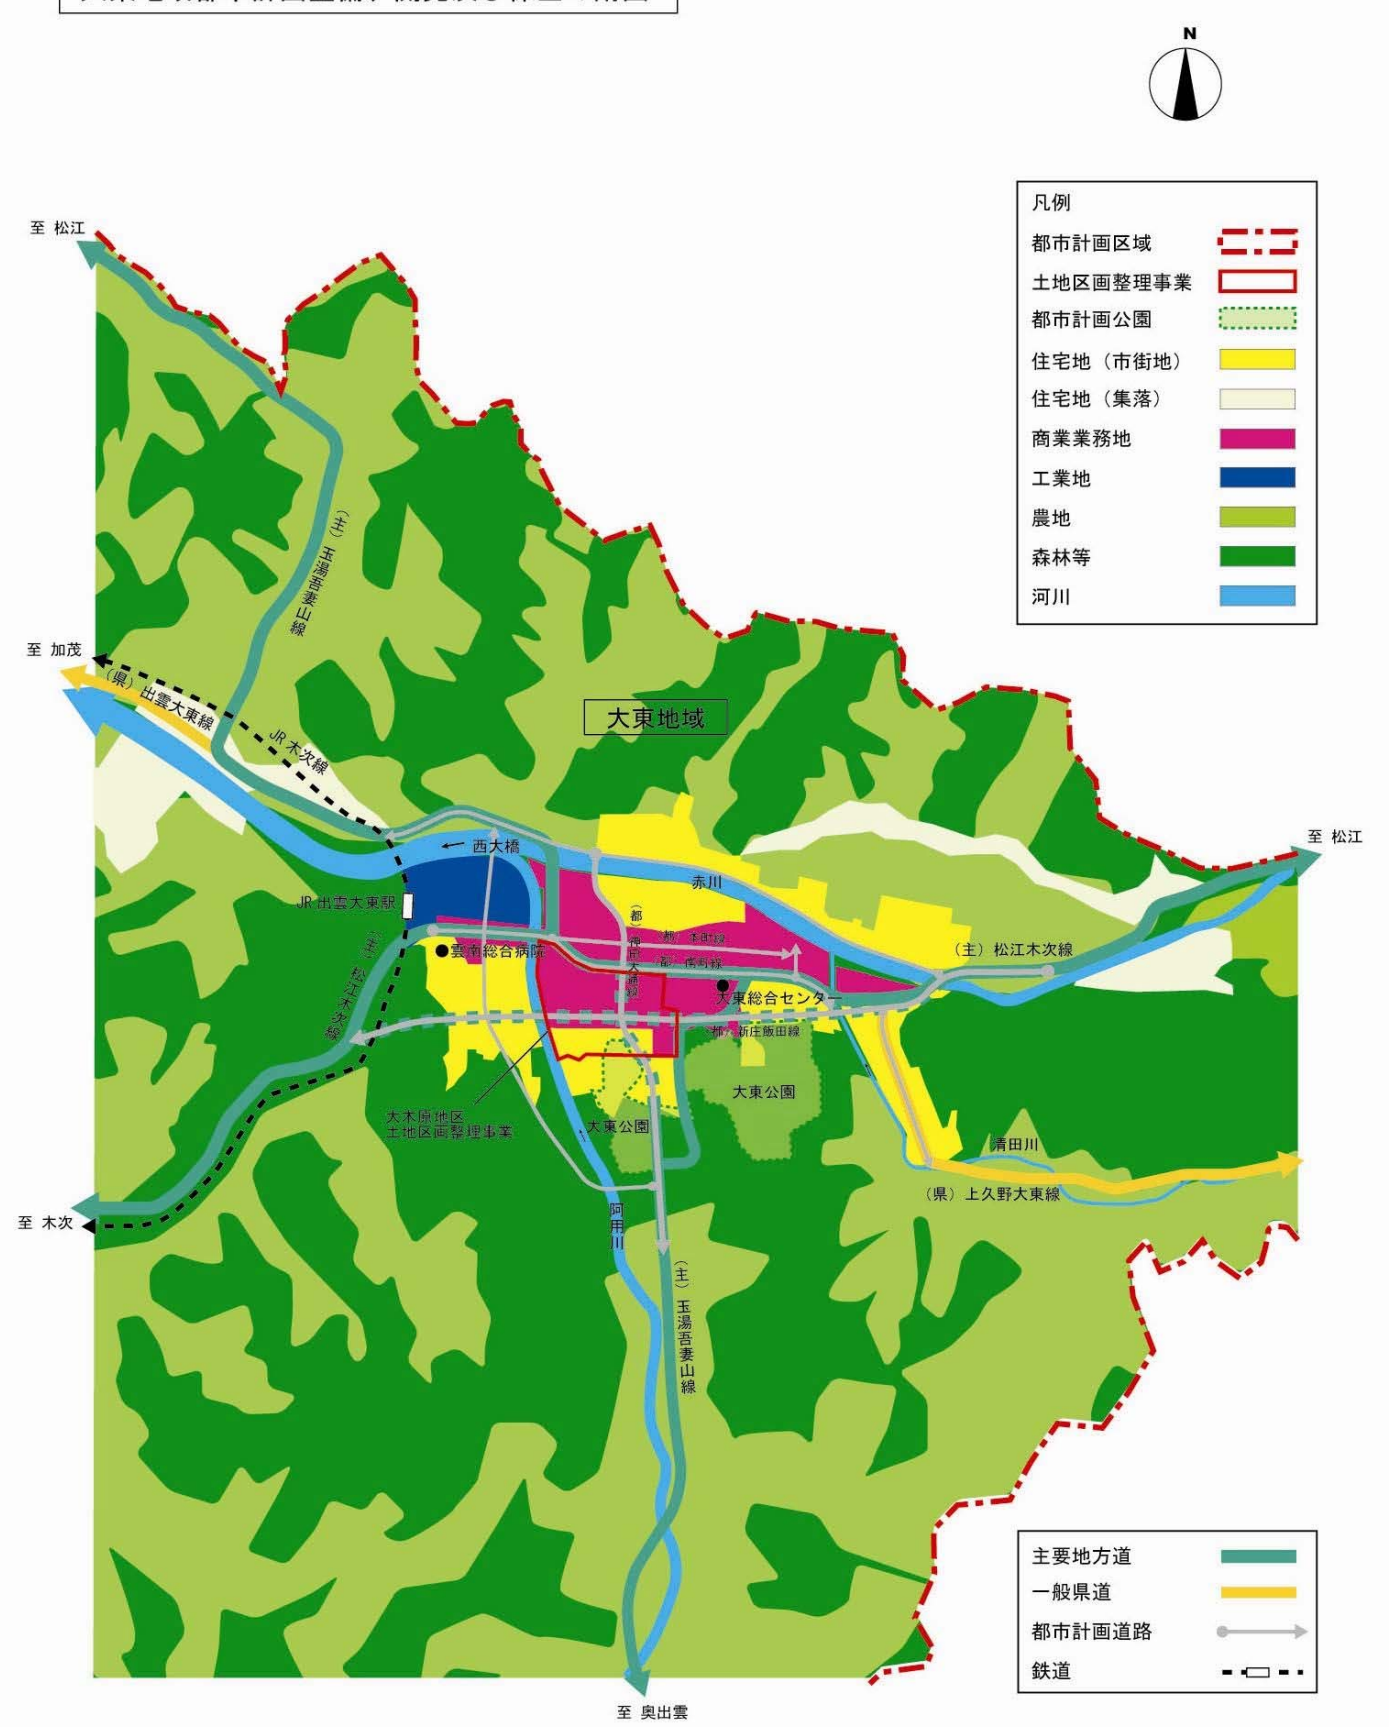 N
凡例
都市計画区域
土地区画整理事業
都市計画公園
住宅地（市街地）
住宅地（集落）
商業業務地
工業地
農地
森林等
河川
至 松江
（主）玉湯吾妻山線
至 加茂
（県）出雲大東線
JR 木次線
大東地域
至 松江
西大橋
赤川
JR 出雲大東駅
（主）松江木次線
雲南総合病院
（都）本町線
（都）
（主）松江木次線
大東総合センター
（都）新庄飯田線
大東公園
大木原地区
土地区画整理事業
大東公園
清田川
（県）上久野大東線
至 木次
阿用川
（主）玉湯吾妻山線
主要地方道
一般県道
都市計画道路
鉄道
至 奥出雲